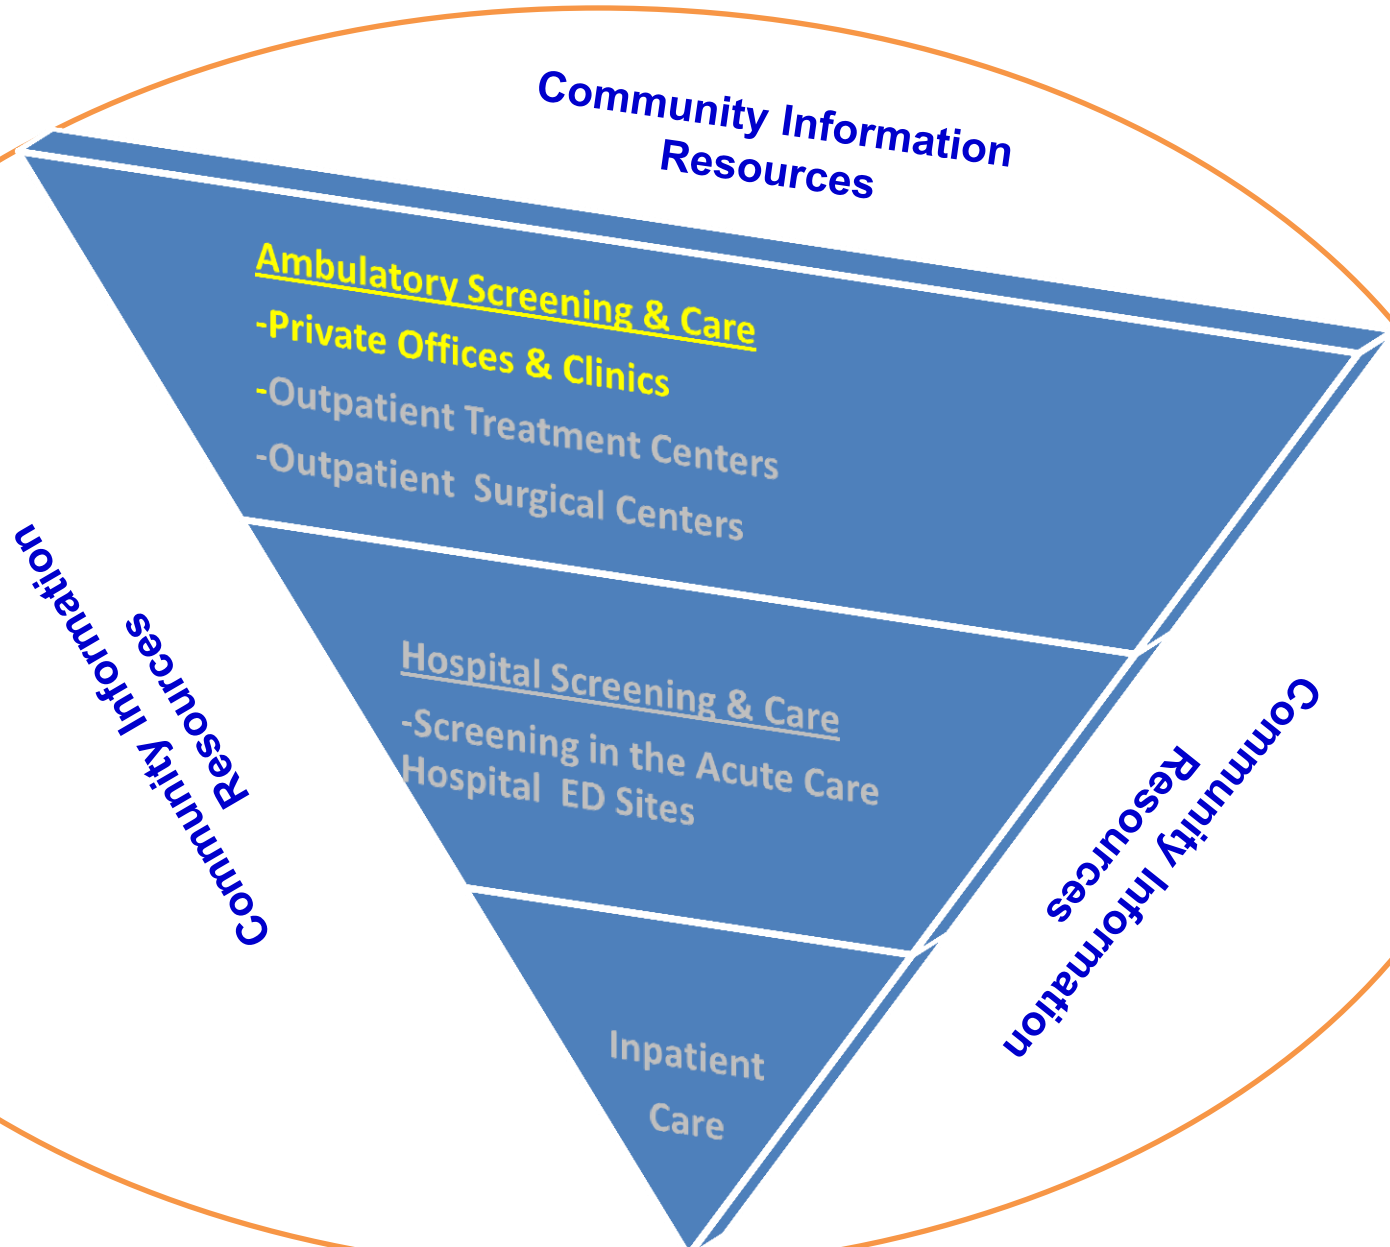 Community Information
Resources
Ambulatory Screening & Care
-Private Offices & Clinics
-Outpatient Treatment Centers
-Outpatient Surgical Centers
Hospital Screening & Care
-Screening in the Acute Care
Hospital ED Sites
Inpatient
Care
Community Information
Resources
Community Information
Resources